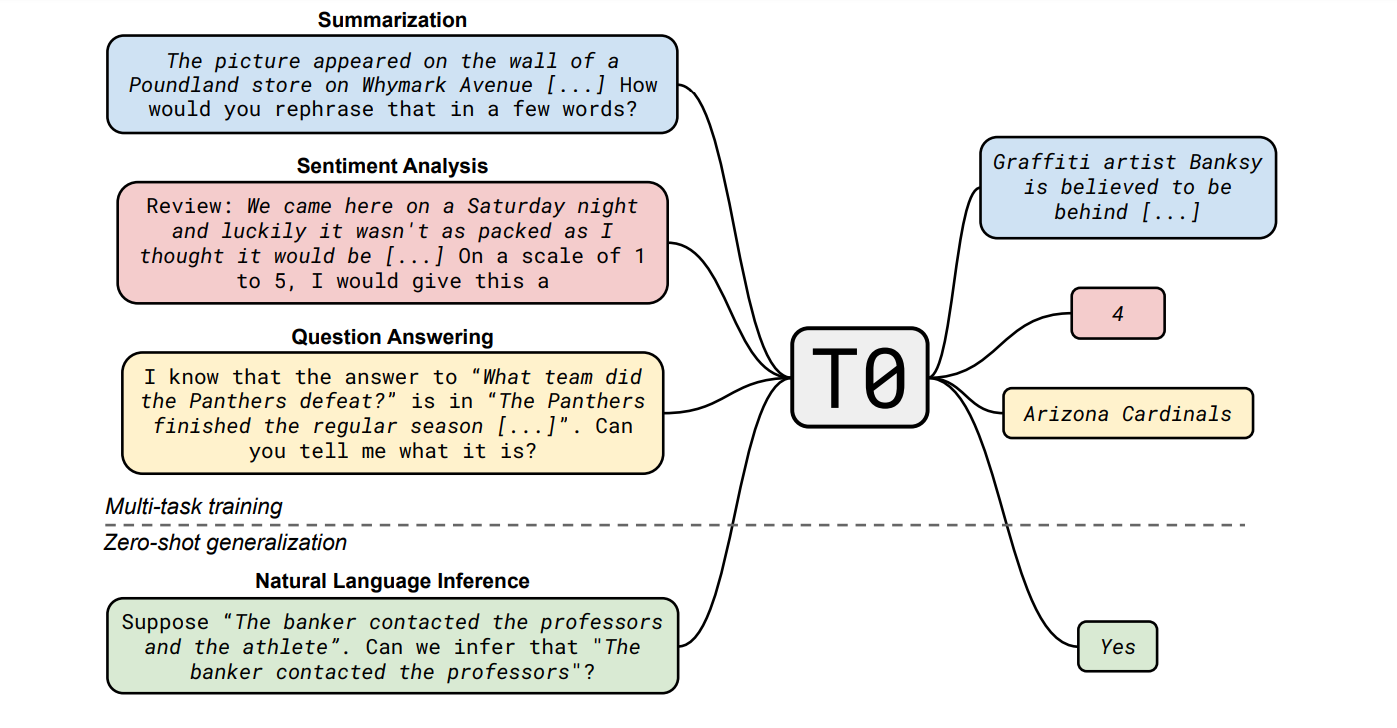 Summarization
The picture appeared on the wall of a
Poundland store on Whymark Avenue [...] How
would you rephrase that in a few words?
Sentiment Analysis
Review: We came here on a Saturday night
and luckily it wasn't as packed as I
thought it would be [...] On a scale of 1
to 5, I would give this a
Question Answering
I know that the answer to “What team did
the Panthers defeat?” is in “The Panthers
finished the regular season [...]”. Can
you tell me what it is?
Multi-task training
Zero-shot generalization
Natural Language Inference
Suppose “The banker contacted the professors
and the athlete”. Can we infer that "The
banker contacted the professors"?
T0
Graffiti artist Banksy
is believed to be
behind [...]
4
Arizona Cardinals
Yes